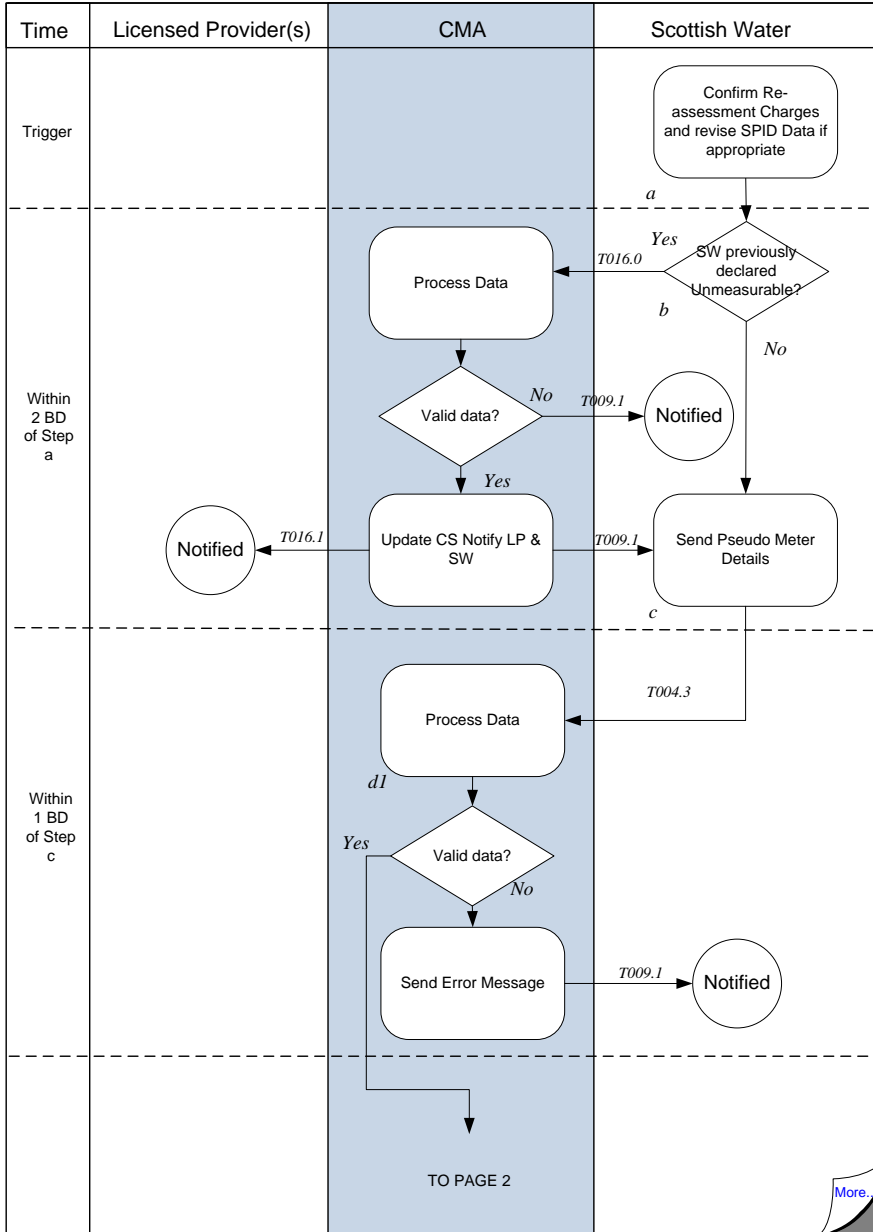 Time
Licensed Provider(s)
CMA
Scottish Water
Trigger
Confirm Re-
assessment Charges
and revise SPID Data if
appropriate
a
Yes
T016.0
SW previously
declared
Unmeasurable?
b
Process Data
No
Within
2 BD
of Step
a
Valid data?
No
T009.1
Notified
Yes
Notified
T016.1
Update CS Notify LP &
SW
T009.1
Send Pseudo Meter
Details
c
T004.3
Process Data
d1
Within
1 BD
of Step
c
Yes
Valid data?
No
Send Error Message
T009.1
Notified
TO PAGE 2
More..